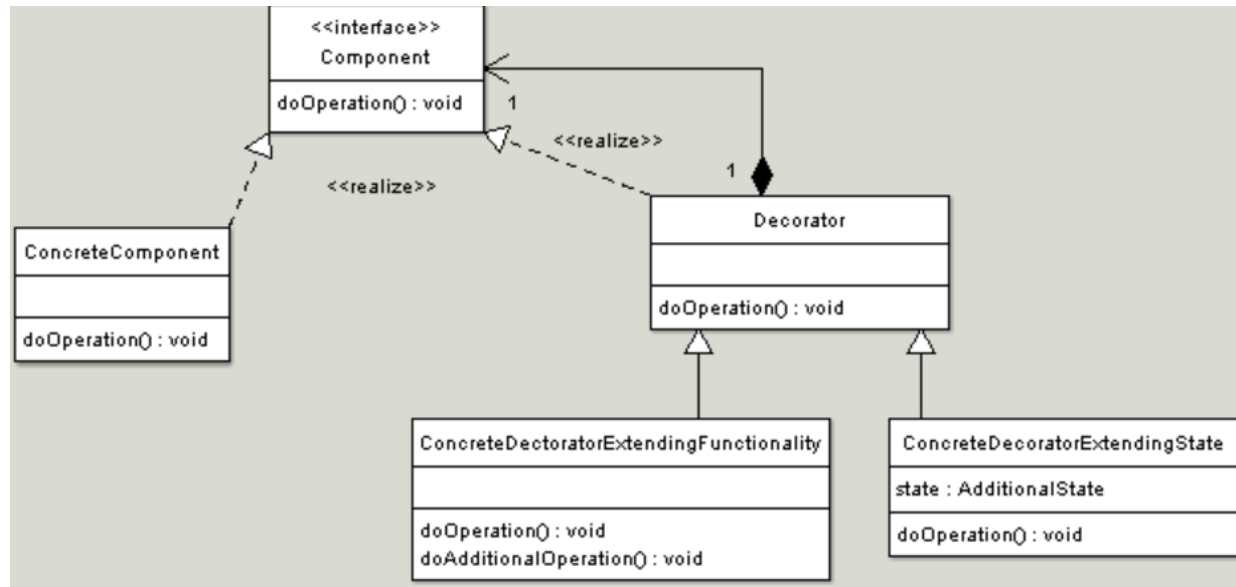 <<interface>>
Component
doOperation() : void
1
<<realize>>
1
<<realize>>
Decorator
doOperation() : void
ConcreteComponent
doOperation() : void
ConcreteDectoratorExtendingFunctionality
doOperation() : void
doAdditionalOperation() : void
ConcreteDecoratorExtendingState
state : AdditionalState
doOperation() : void